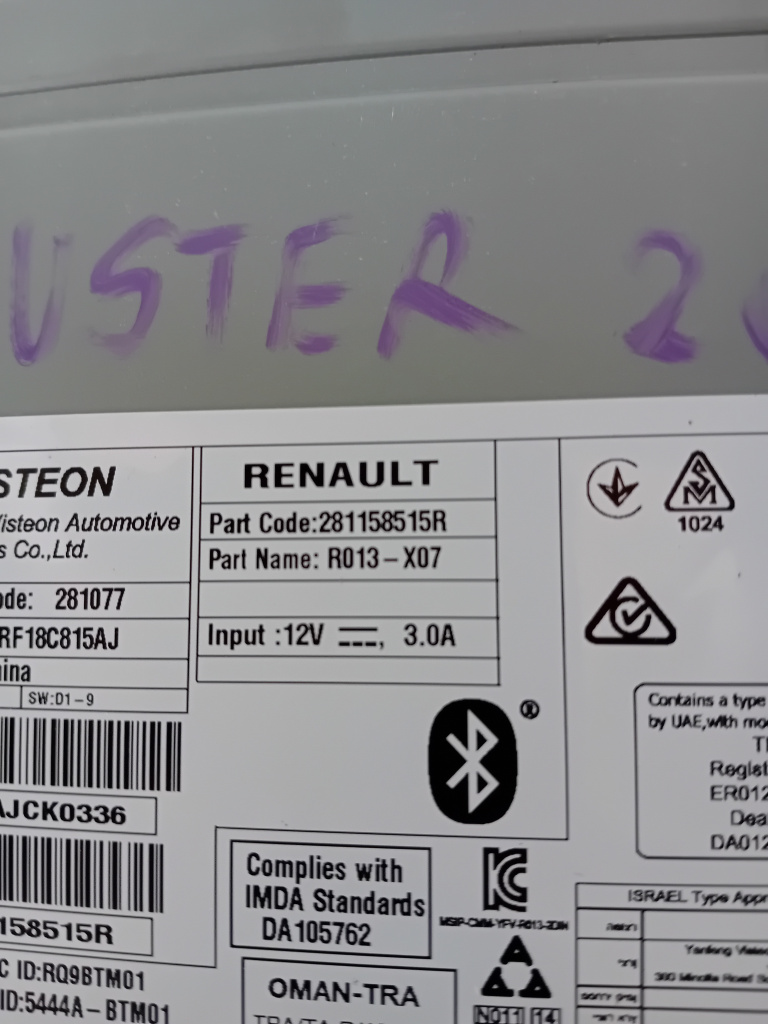 USTER 2
STEON
Visteon Automotive
s Co.,Ltd.
ode: 281077
RF18C815AJ
ina
SW:D1-9
AJCK0336
158515R
C ID:RQ9BTM01
ID:5444A-BTM01
RENAULT
Part Code:281158515R
Part Name: R013-X07
Input :12V ⎓, 3.0A
®
Complies with
IMDA Standards
DA105762
OMAN-TRA
SM
1024
Contains a type
by UAE,with mo
Regist
ER012
Dea
DA012
ISRAEL Type Appr
N011 14